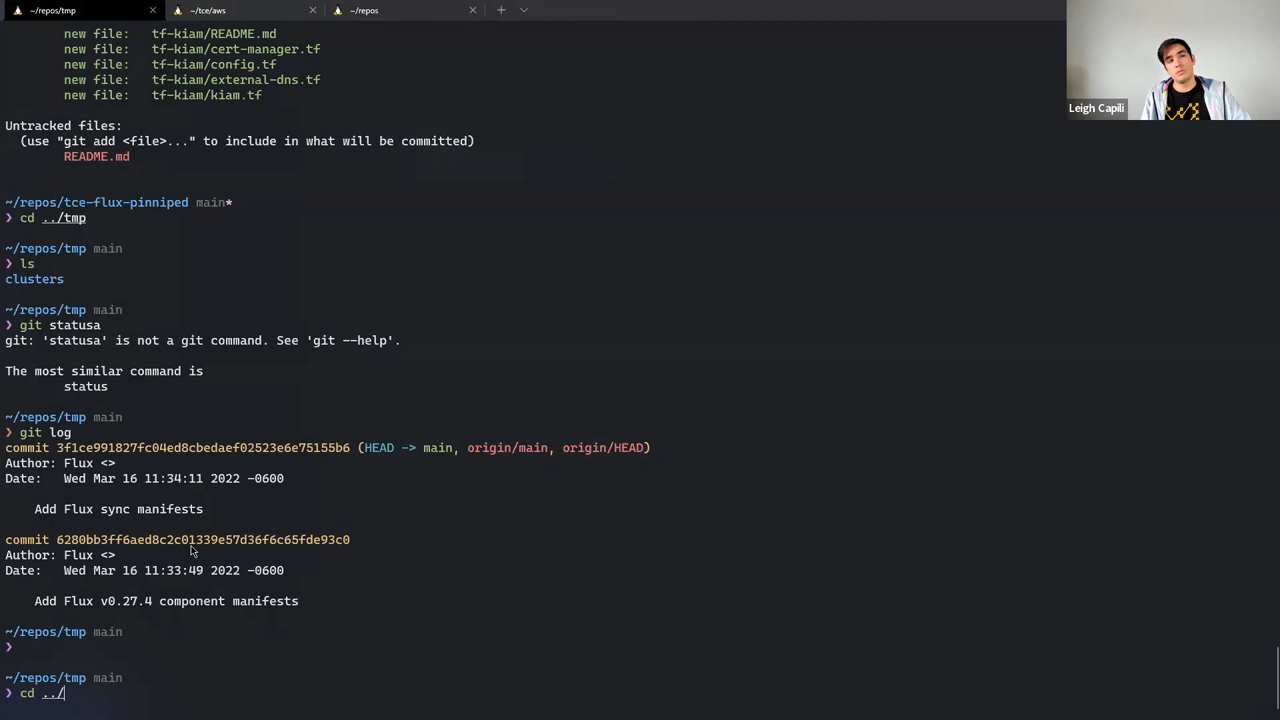 ~/repos/tmp
~/tce/aws
~/repos
new file:   tf-kiam/README.md
new file:   tf-kiam/cert-manager.tf
new file:   tf-kiam/config.tf
new file:   tf-kiam/external-dns.tf
new file:   tf-kiam/kiam.tf
Leigh Capili
Untracked files:
(use "git add <file>..." to include in what will be committed)
README.md
~/repos/tce-flux-pinniped main*
❯ cd ../tmp
~/repos/tmp main
❯ ls
clusters
~/repos/tmp main
❯ git statusa
git: 'statusa' is not a git command. See 'git --help'.
The most similar command is
status
~/repos/tmp main
❯ git log
commit 3f1ce991827fc04ed8cbedaef02523e6e75155b6 (HEAD -> main, origin/main, origin/HEAD)
Author: Flux <>
Date:   Wed Mar 16 11:34:11 2022 -0600
Add Flux sync manifests
commit 6280bb3ff6aed8c2c01339e57d36f6c65fde93c0
Author: Flux <>
Date:   Wed Mar 16 11:33:49 2022 -0600
Add Flux v0.27.4 component manifests
~/repos/tmp main
❯
~/repos/tmp main
❯ cd ../